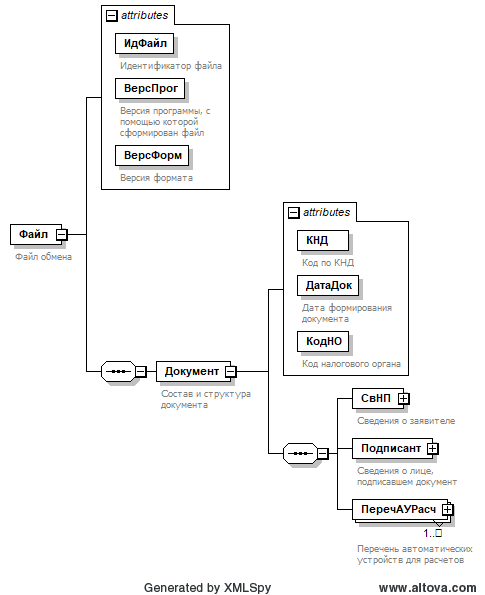 attributes
ИдФайл
Идентификатор файла
ВерсПрог
Версия программы, с
помощью которой
сформирован файл
ВерсФорм
Версия формата
Файл
Файл обмена
attributes
КНД
Код по КНД
ДатаДок
Дата формирования
документа
КодНО
Код налогового органа
Документ
Состав и структура
документа
СвНП
Сведения о заявителе
Подписант
Сведения о лице,
подписавшем документ
ПеречАУРасч
1..
Перечень автоматических
устройств для расчетов
Generated by XMLSpy
www.altova.com